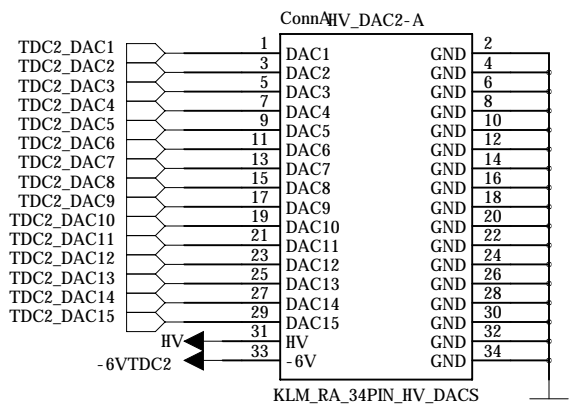 ConnA HV_DAC2-A
TDC2_DAC1 1 DAC1 GND 2
TDC2_DAC2 3 DAC2 GND 4
TDC2_DAC3 5 DAC3 GND 6
TDC2_DAC4 7 DAC4 GND 8
TDC2_DAC5 9 DAC5 GND 10
TDC2_DAC6 11 DAC6 GND 12
TDC2_DAC7 13 DAC7 GND 14
TDC2_DAC8 15 DAC8 GND 16
TDC2_DAC9 17 DAC9 GND 18
TDC2_DAC10 19 DAC10 GND 20
TDC2_DAC11 21 DAC11 GND 22
TDC2_DAC12 23 DAC12 GND 24
TDC2_DAC13 25 DAC13 GND 26
TDC2_DAC14 27 DAC14 GND 28
TDC2_DAC15 29 DAC15 GND 30
HV 31 HV GND 32
-6VTDC2 33 -6V GND 34
KLM_RA_34PIN_HV_DACS